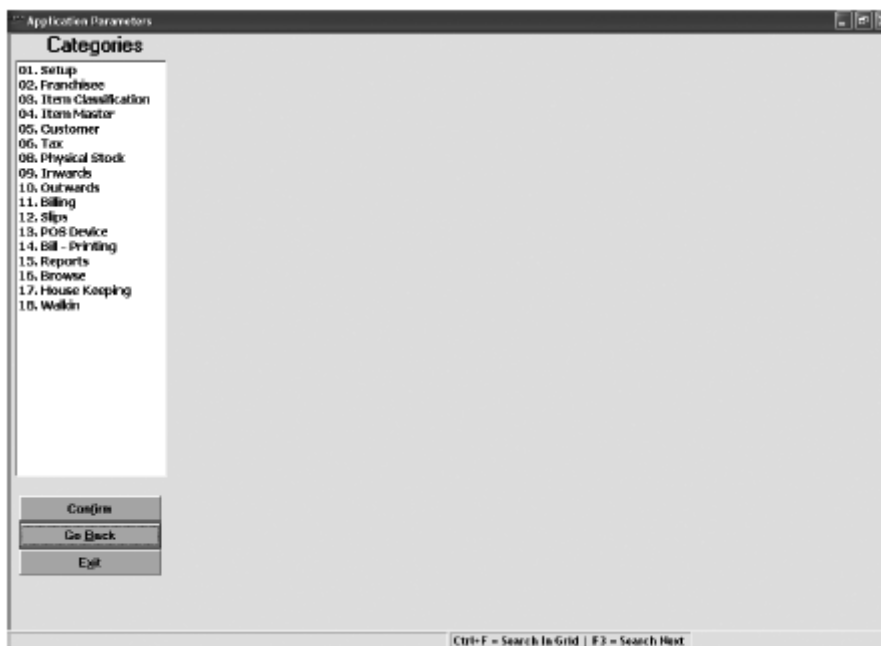 Application Parameters
Categories
01. Setup
02. Franchisee
03. Item Classification
04. Item Master
05. Customer
06. Tax
08. Physical Stock
09. Inwards
10. Outwards
11. Billing
12. Slips
13. POS Device
14. Bill - Printing
15. Reports
16. Browse
17. House Keeping
18. Walkin
Confirm
Go Back
Exit
Ctrl+F = Search In Grid | F3 = Search Next